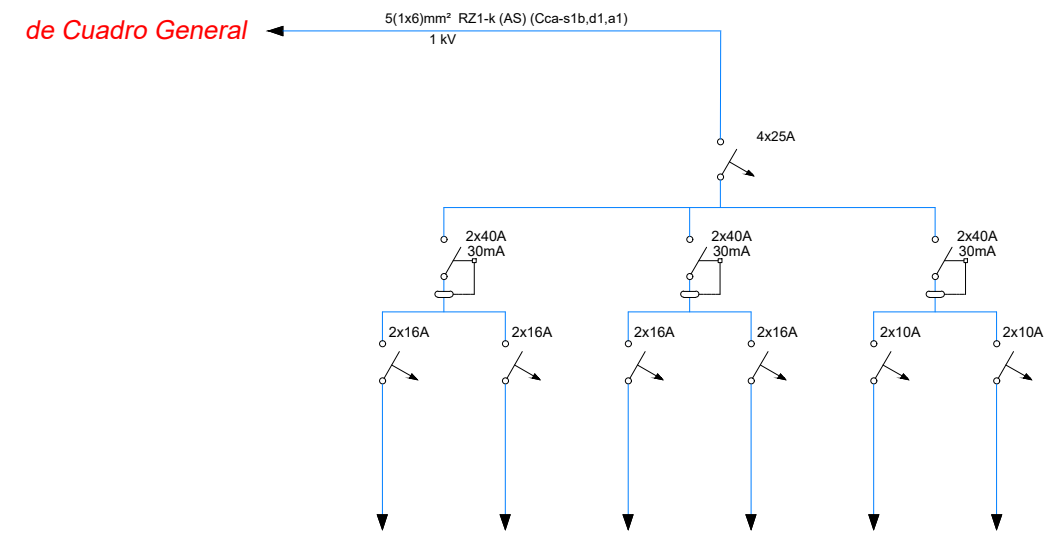 de Cuadro General
5(1x6)mm² RZ1-k (AS) (Cca-s1b,d1,a1)
1 kV
4x25A
2x40A
30mA
2x40A
30mA
2x40A
30mA
2x16A
2x16A
2x16A
2x16A
2x10A
2x10A